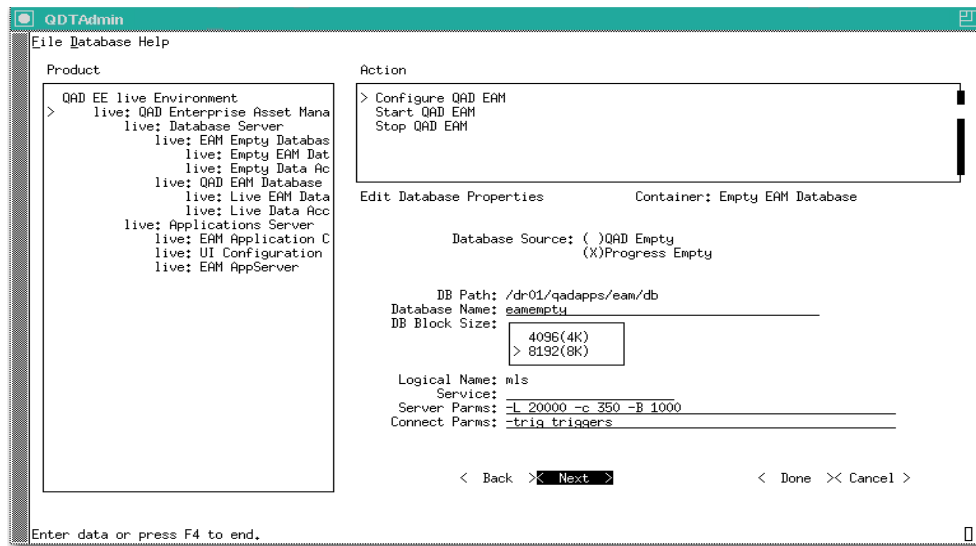 QDTAdmin
File Database Help
Product
QAD EE live Environment
> live: QAD Enterprise Asset Mana
live: Database Server
live: EAM Empty Databas
live: Empty EAM Dat
live: Empty Data Ac
live: QAD EAM Database
live: Live EAM Data
live: Live Data Acc
live: Applications Server
live: EAM Application C
live: UI Configuration
live: EAM AppServer
Action
> Configure QAD EAM
Start QAD EAM
Stop QAD EAM
Edit Database Properties Container: Empty EAM Database
Database Source: ( )QAD Empty
(X)Progress Empty
DB Path: /dr01/qadapps/eam/db
Database Name: eamempty
DB Block Size:
4096(4K)
> 8192(8K)
Logical Name: mls
Service:
Server Parms: -L 20000 -c 350 -B 1000
Connect Parms: -trig triggers
< Back >< Next > < Done >< Cancel >
Enter data or press F4 to end.